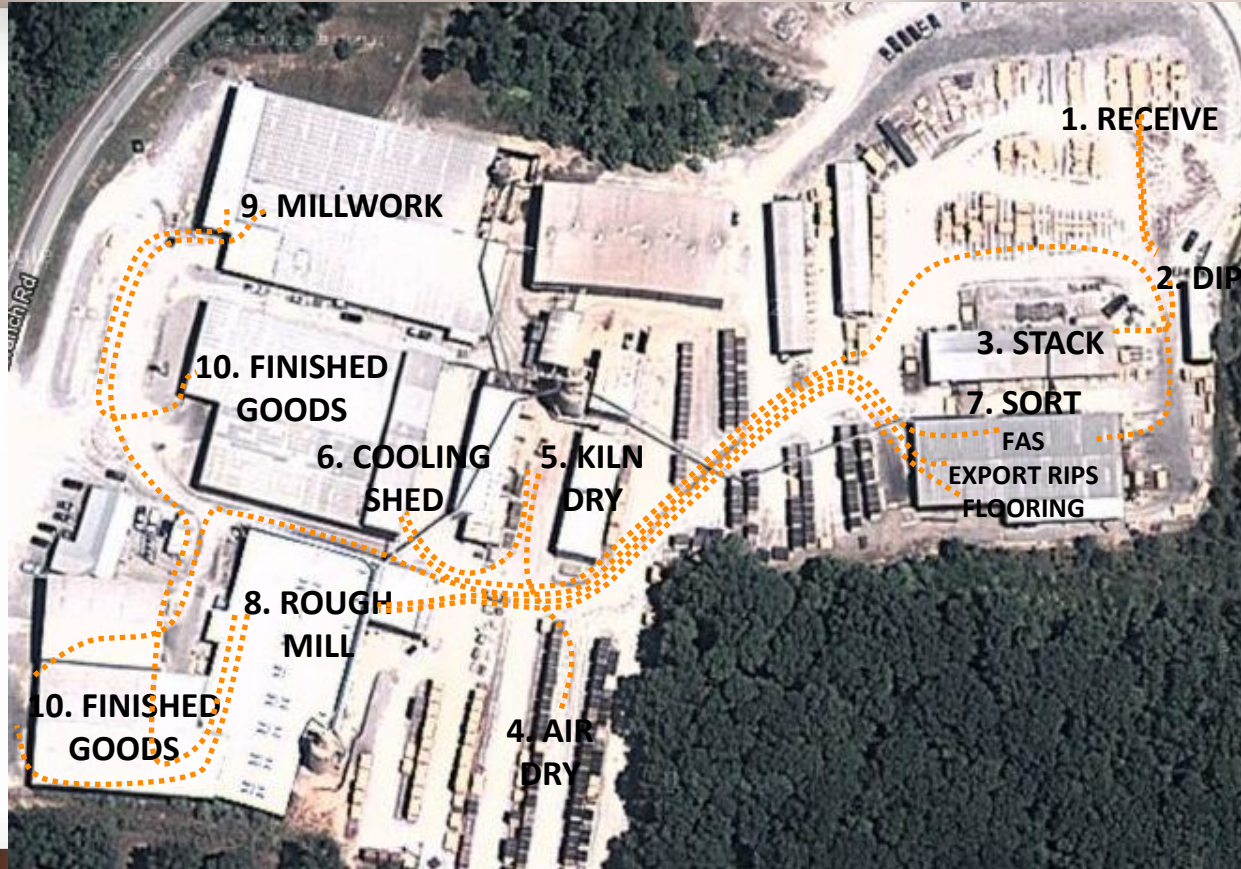 1. RECEIVE
9. MILLWORK
2. DIP
3. STACK
10. FINISHED
GOODS
7. SORT
FAS
EXPORT RIPS
FLOORING
6. COOLING
SHED
5. KILN
DRY
8. ROUGH
MILL
10. FINISHED
GOODS
4. AIR
DRY